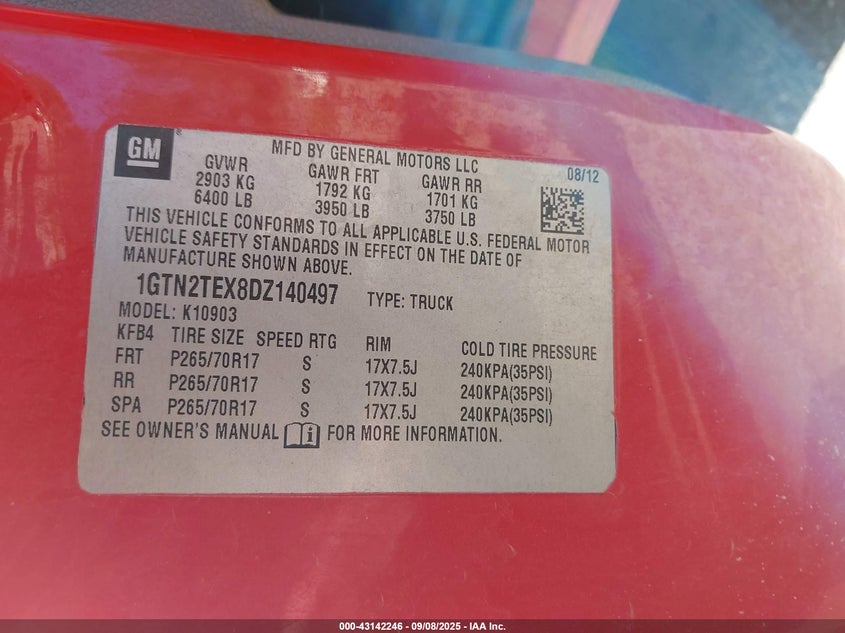 GM
®
MFD BY GENERAL MOTORS LLC
08/12
GVWR GAWR FRT GAWR RR
2903 KG 1792 KG 1701 KG
6400 LB 3950 LB 3750 LB
THIS VEHICLE CONFORMS TO ALL APPLICABLE U.S. FEDERAL MOTOR
VEHICLE SAFETY STANDARDS IN EFFECT ON THE DATE OF
MANUFACTURE SHOWN ABOVE.
1GTN2TEX8DZ140497 TYPE: TRUCK
MODEL: K10903
KFB4 TIRE SIZE SPEED RTG RIM COLD TIRE PRESSURE
FRT P265/70R17 S 17X7.5J 240KPA(35PSI)
RR P265/70R17 S 17X7.5J 240KPA(35PSI)
SPA P265/70R17 S 17X7.5J 240KPA(35PSI)
SEE OWNER'S MANUAL i FOR MORE INFORMATION.
000-43142246 - 09/08/2025 - IAA Inc.